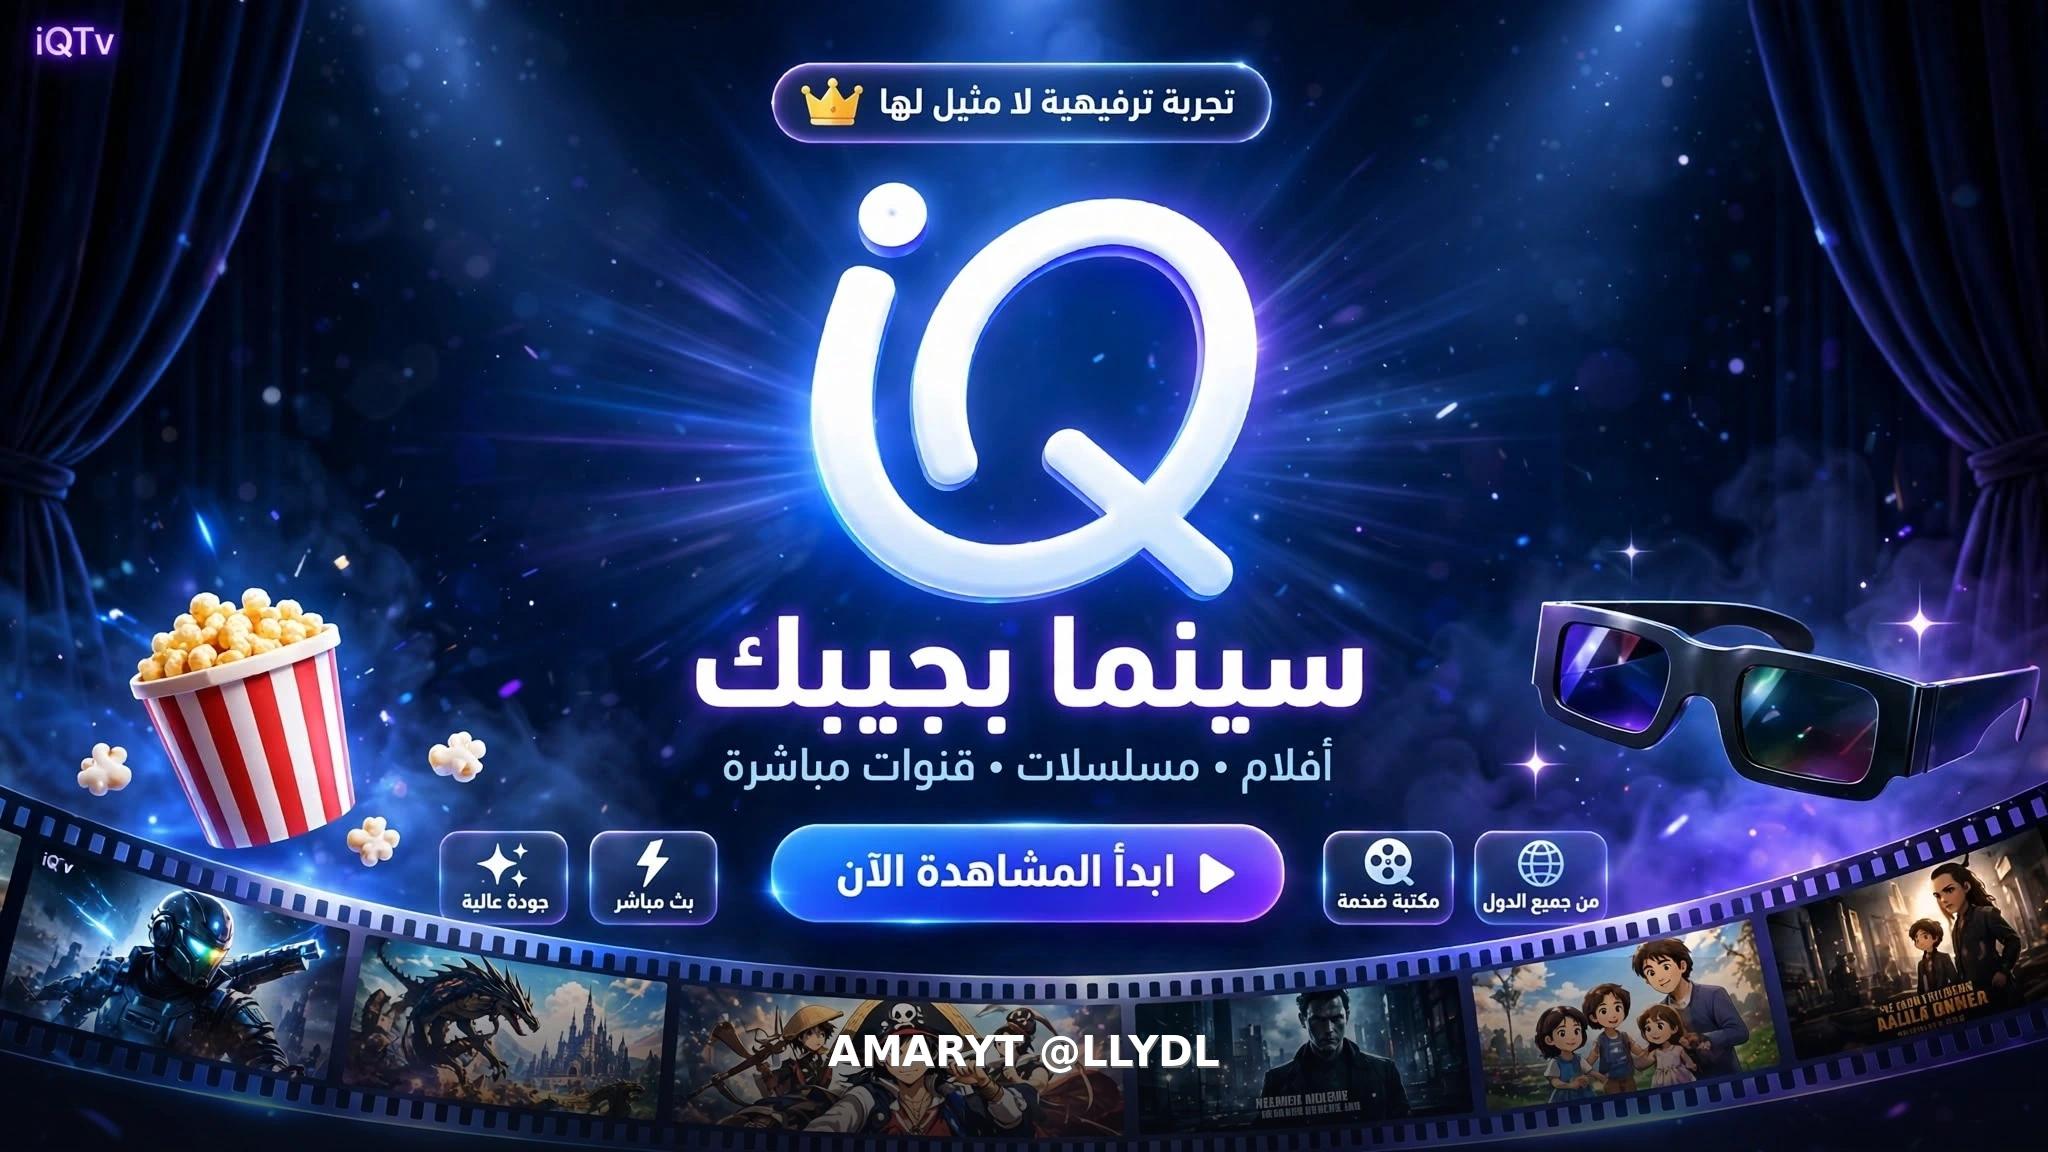 iQTv
تجربة ترفيهية لا مثيل لها
iQ
سينما بجيبك
أفلام • مسلسلات • قنوات مباشرة
من جميع الدول
مكتبة ضخمة
ابدأ المشاهدة الآن
بث مباشر
جودة عالية
iQTv
AMARYT @LLYDL